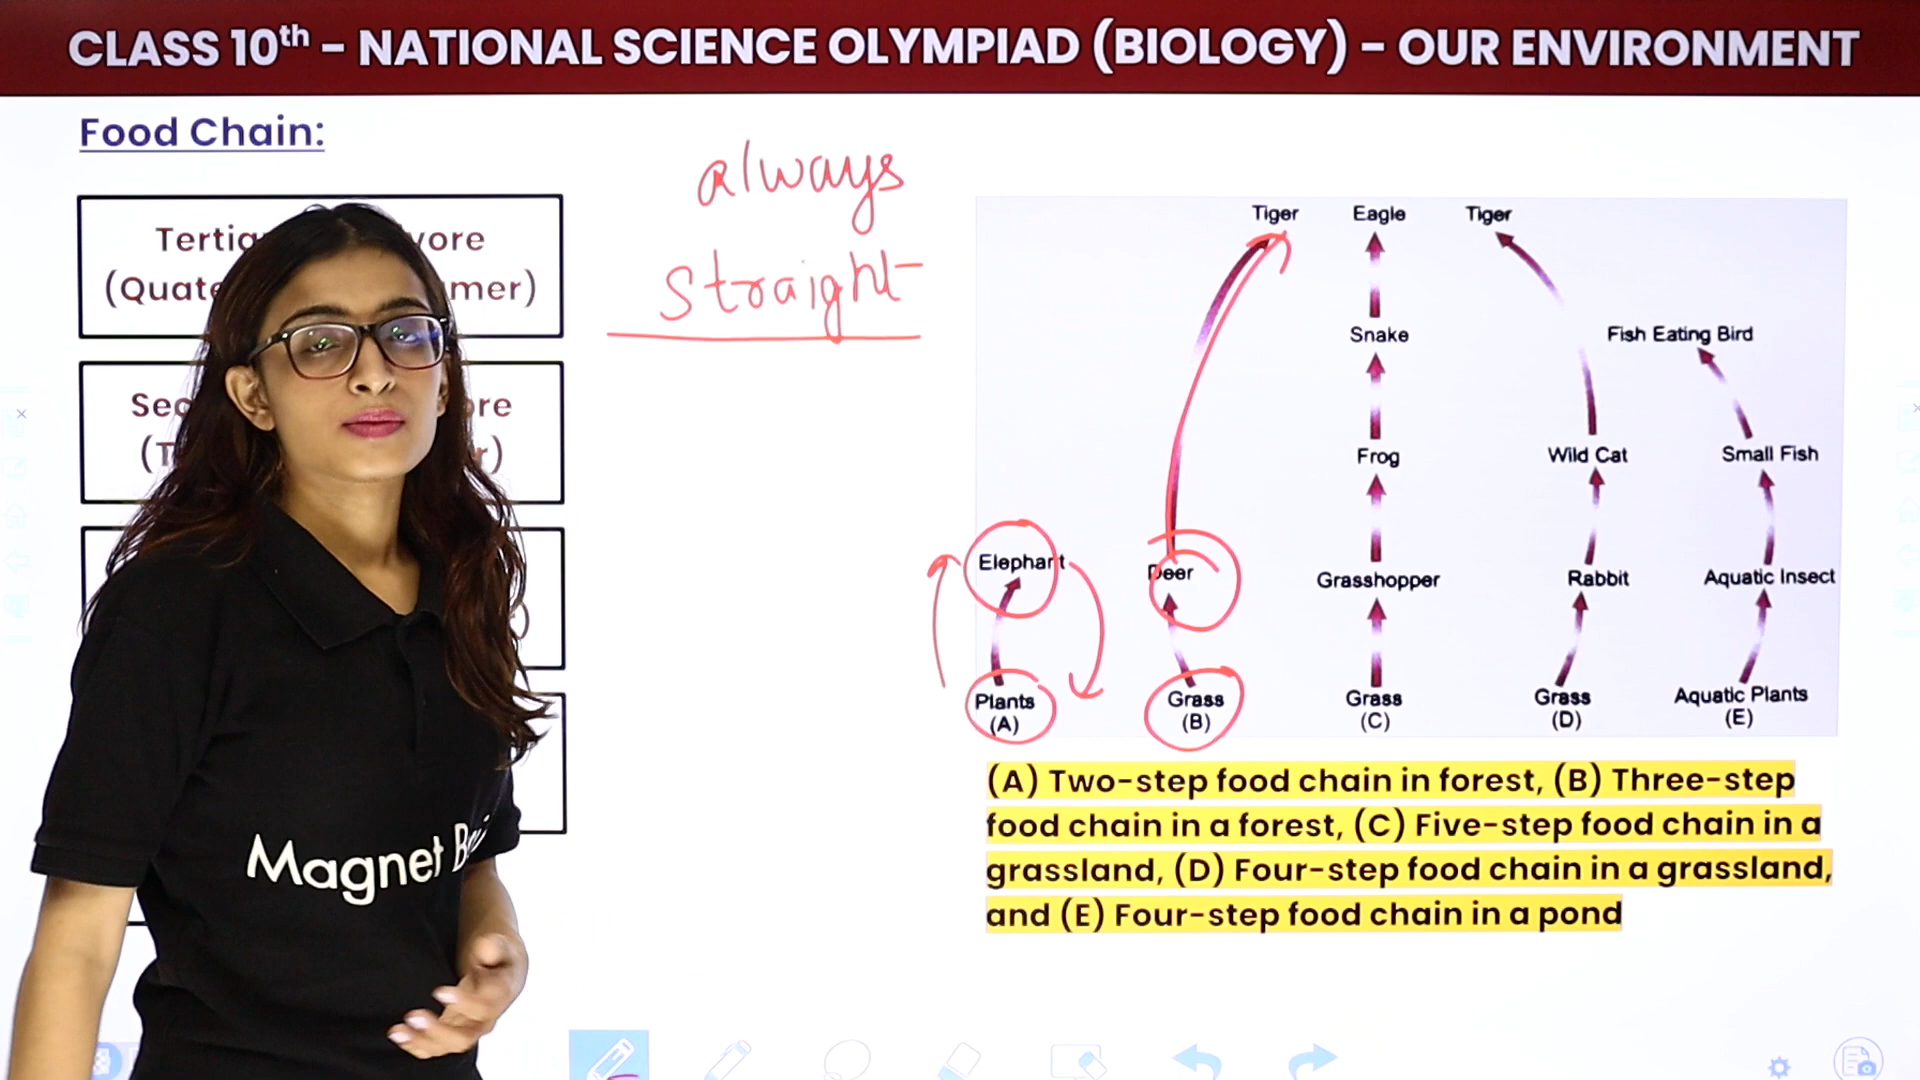 CLASS 10th – NATIONAL SCIENCE OLYMPIAD (BIOLOGY) – OUR ENVIRONMENT
Food Chain:
always
straight
Tiger Eagle Tiger
Snake Fish Eating Bird
Frog Wild Cat Small Fish
Elephant Deer Grasshopper Rabbit Aquatic Insect
Plants Grass Grass Grass Aquatic Plants
(A) (B) (C) (D) (E)
(A) Two-step food chain in forest, (B) Three-step
food chain in a forest, (C) Five-step food chain in a
grassland, (D) Four-step food chain in a grassland,
and (E) Four-step food chain in a pond
Magnet